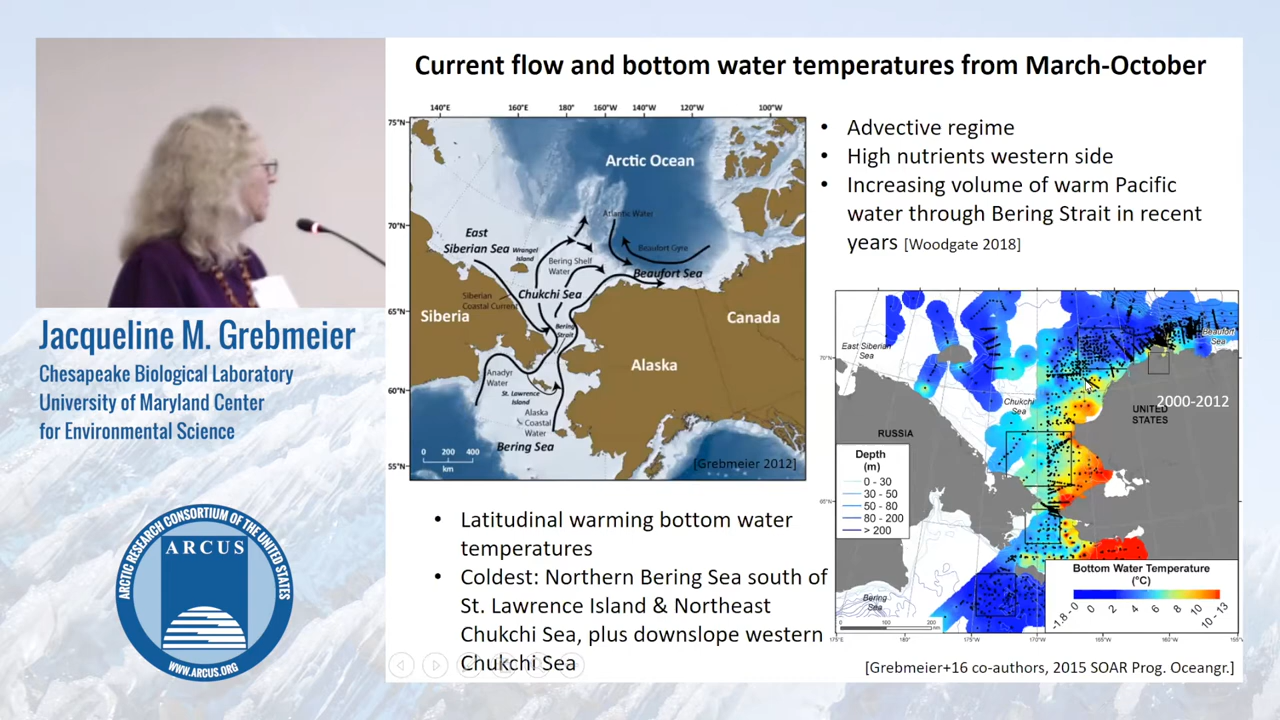 Current flow and bottom water temperatures from March-October
140°E
160°E
180°
160°W
140°W
120°W
100°W
75°N
70°N
65°N
60°N
55°N
Arctic Ocean
Atlantic Water
East
Siberian Sea
Wrangel
Island
Bering Shelf
Water
Beaufort Gyre
Beaufort Sea
Siberian
Coastal Current
Chukchi Sea
Siberia
Bering
Strait
Canada
Alaska
Anadyr
Water
St. Lawrence
Island
Alaska
Coastal
Water
Bering Sea
0 200 400
km
[Grebmeier 2012]
• Advective regime
• High nutrients western side
• Increasing volume of warm Pacific
water through Bering Strait in recent
years [Woodgate 2018]
East Siberian
Sea
Beaufort
Sea
70°N
Chukchi
Sea
2000-2012
UNITED
STATES
RUSSIA
Depth
(m)
0 - 30
30 - 50
50 - 80
80 - 200
> 200
65°N
Bering
Sea
Bottom Water Temperature
(°C)
-1.8 - 0
0
2
4
6
8
10
10 - 13
175°E
180°
175°W
170°W
165°W
160°W
[Grebmeier+16 co-authors, 2015 SOAR Prog. Oceangr.]
• Latitudinal warming bottom water
temperatures
• Coldest: Northern Bering Sea south of
St. Lawrence Island & Northeast
Chukchi Sea, plus downslope western
Chukchi Sea
Jacqueline M. Grebmeier
Chesapeake Biological Laboratory
University of Maryland Center
for Environmental Science
ARCTIC RESEARCH CONSORTIUM OF THE UNITED STATES
ARCUS
WWW.ARCUS.ORG